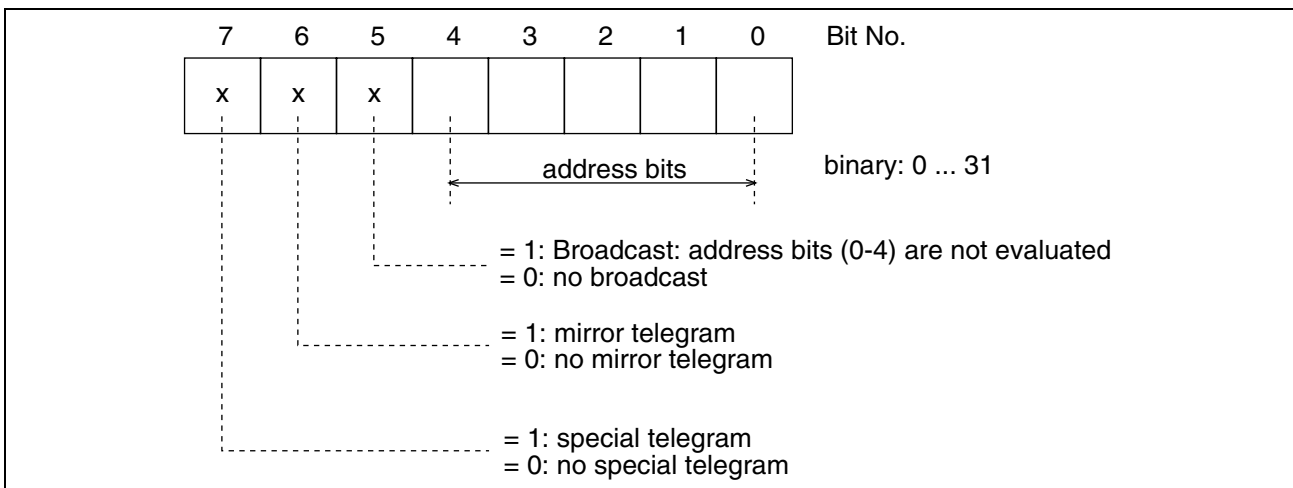 7 6 5 4 3 2 1 0 Bit No.
x x x
address bits
binary: 0 ... 31
= 1: Broadcast: address bits (0-4) are not evaluated
= 0: no broadcast
= 1: mirror telegram
= 0: no mirror telegram
= 1: special telegram
= 0: no special telegram